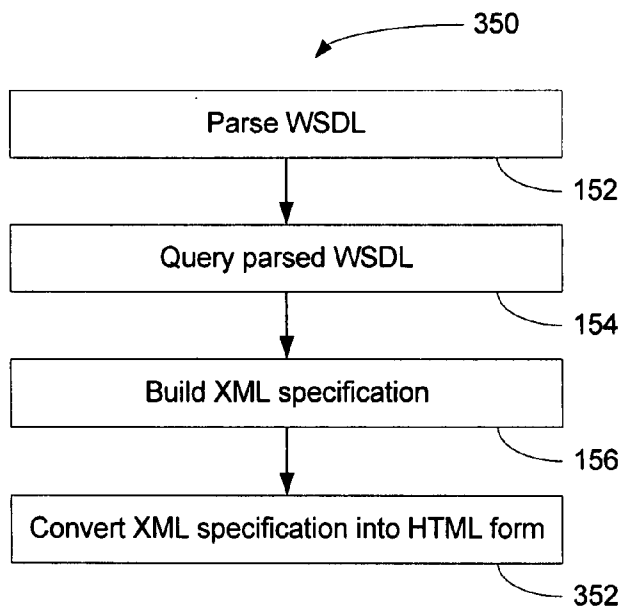 350
Parse WSDL
152
Query parsed WSDL
154
Build XML specification
156
Convert XML specification into HTML form
352